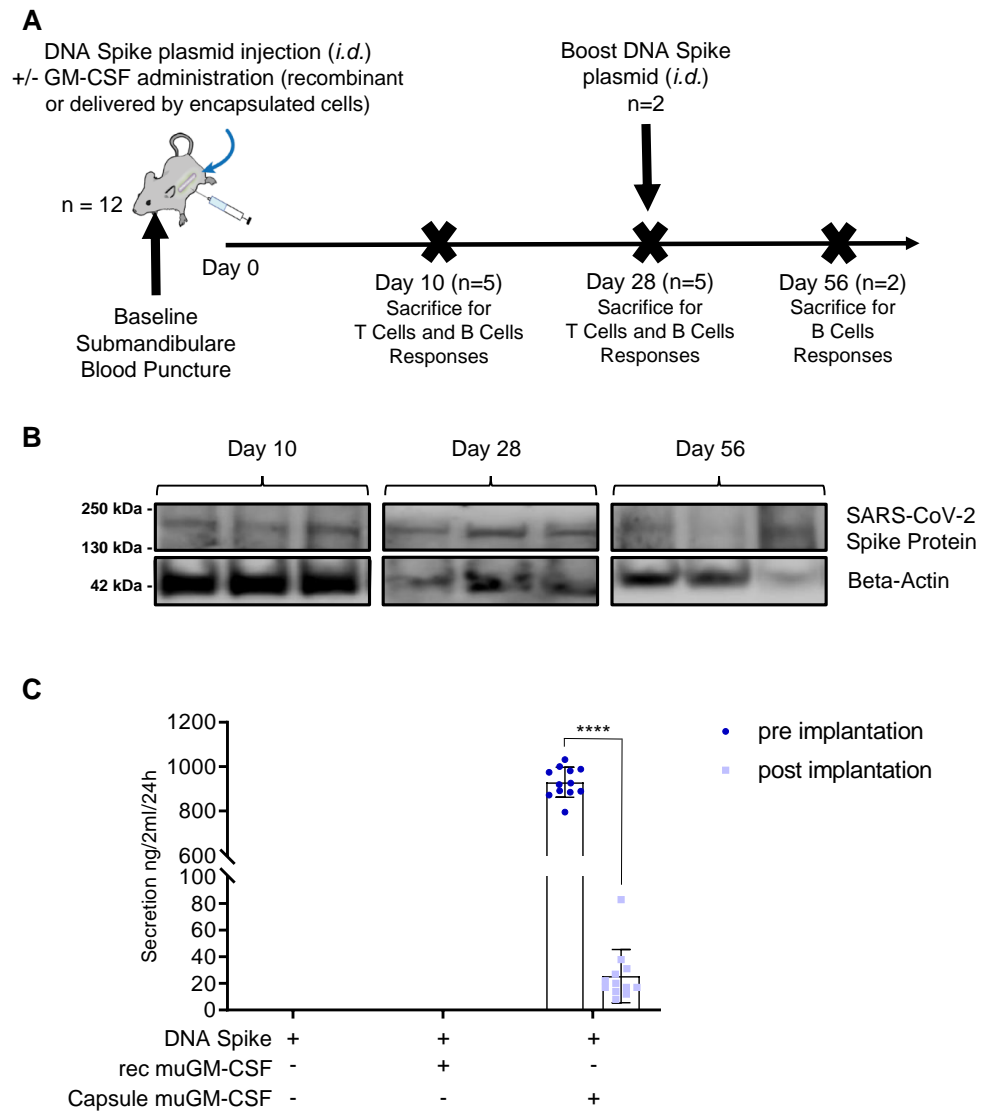 A
DNA Spike plasmid injection (i.d.)
+/- GM-CSF administration (recombinant
or delivered by encapsulated cells)
Boost DNA Spike
plasmid (i.d.)
n=2
n = 12
Day 0
Baseline
Submandibulare
Blood Puncture
Day 10 (n=5)
Sacrifice for
T Cells and B Cells
Responses
Day 28 (n=5)
Sacrifice for
T Cells and B Cells
Responses
Day 56 (n=2)
Sacrifice for
B Cells
Responses
B
Day 10
Day 28
Day 56
250 kDa -
130 kDa -
42 kDa -
SARS-CoV-2
Spike Protein
Beta-Actin
C
Secretion ng/2ml/24h
1200
1000
800
600
100
80
60
40
20
0
****
pre implantation
post implantation
DNA Spike + + +
rec muGM-CSF - + -
Capsule muGM-CSF - - +